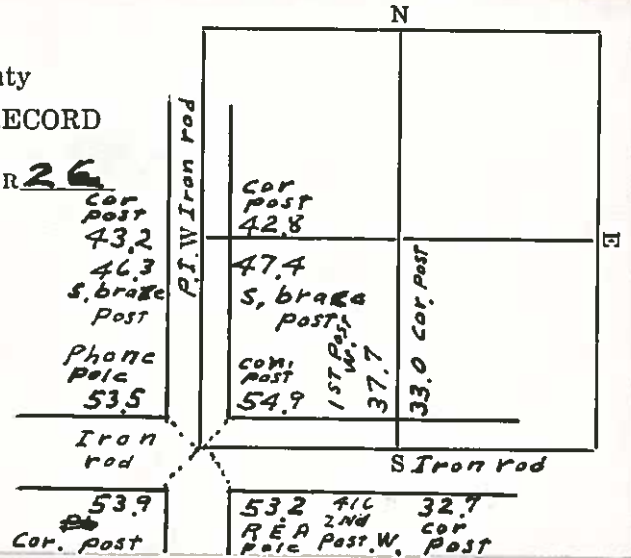 N
nty
ECORD
R 26
P.I. W Iron rod
Cor
post
43.2
46.3
S. brace
Post
Phone
Pole
53.5
Cor
post
42.8
E
47.4
S. brace
post
1ST Post
W.
37.7
33.0 Cor. Post
Cor.
post
54.9
Iron
rod
S Iron rod
53.9
Cor. post
53.2
REA
Pole
41.6
2nd
Post. W.
32.7
Cor
post